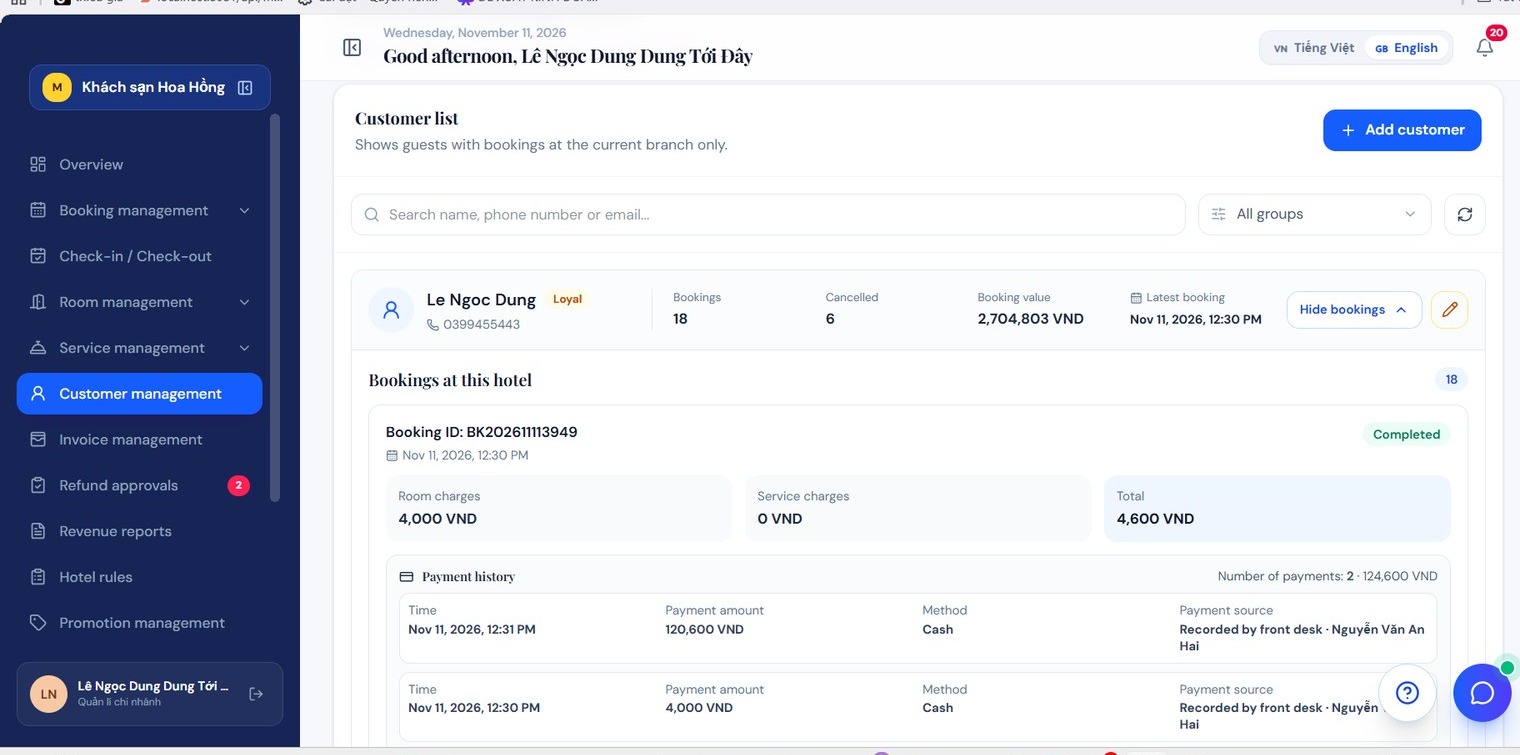 Wednesday, November 11, 2026
Good afternoon, Lê Ngọc Dung Dung Tới Đây
VN Tiếng Việt
GB English
20
M
Khách sạn Hoa Hồng
Overview
Booking management
Check-in / Check-out
Room management
Service management
Customer management
Invoice management
Refund approvals
2
Revenue reports
Hotel rules
Promotion management
LN
Lê Ngọc Dung Dung Tới ...
Quản lí chi nhánh
Customer list
Shows guests with bookings at the current branch only.
+ Add customer
Search name, phone number or email...
All groups
Le Ngoc Dung Loyal
0399455443
Bookings
18
Cancelled
6
Booking value
2,704,803 VND
Latest booking
Nov 11, 2026, 12:30 PM
Hide bookings
Bookings at this hotel
18
Booking ID: BK202611113949
Nov 11, 2026, 12:30 PM
Completed
Room charges
4,000 VND
Service charges
0 VND
Total
4,600 VND
Payment history
Number of payments: 2 · 124,600 VND
Time
Nov 11, 2026, 12:31 PM
Payment amount
120,600 VND
Method
Cash
Payment source
Recorded by front desk · Nguyễn Văn An
Hai
Time
Nov 11, 2026, 12:30 PM
Payment amount
4,000 VND
Method
Cash
Payment source
Recorded by front desk · Nguyễn
Hai